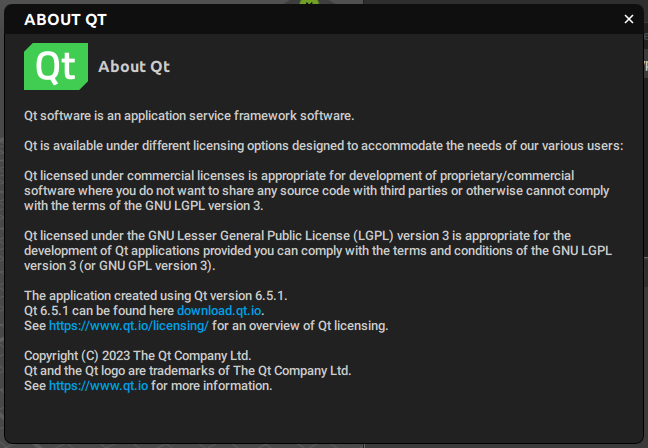 ABOUT QT
Qt
About Qt
Qt software is an application service framework software.
Qt is available under different licensing options designed to accommodate the needs of our various users:
Qt licensed under commercial licenses is appropriate for development of proprietary/commercial
software where you do not want to share any source code with third parties or otherwise cannot comply
with the terms of the GNU LGPL version 3.
Qt licensed under the GNU Lesser General Public License (LGPL) version 3 is appropriate for the
development of Qt applications provided you can comply with the terms and conditions of the GNU LGPL
version 3 (or GNU GPL version 3).
The application created using Qt version 6.5.1.
Qt 6.5.1 can be found here download.qt.io.
See https://www.qt.io/licensing/ for an overview of Qt licensing.
Copyright (C) 2023 The Qt Company Ltd.
Qt and the Qt logo are trademarks of The Qt Company Ltd.
See https://www.qt.io for more information.